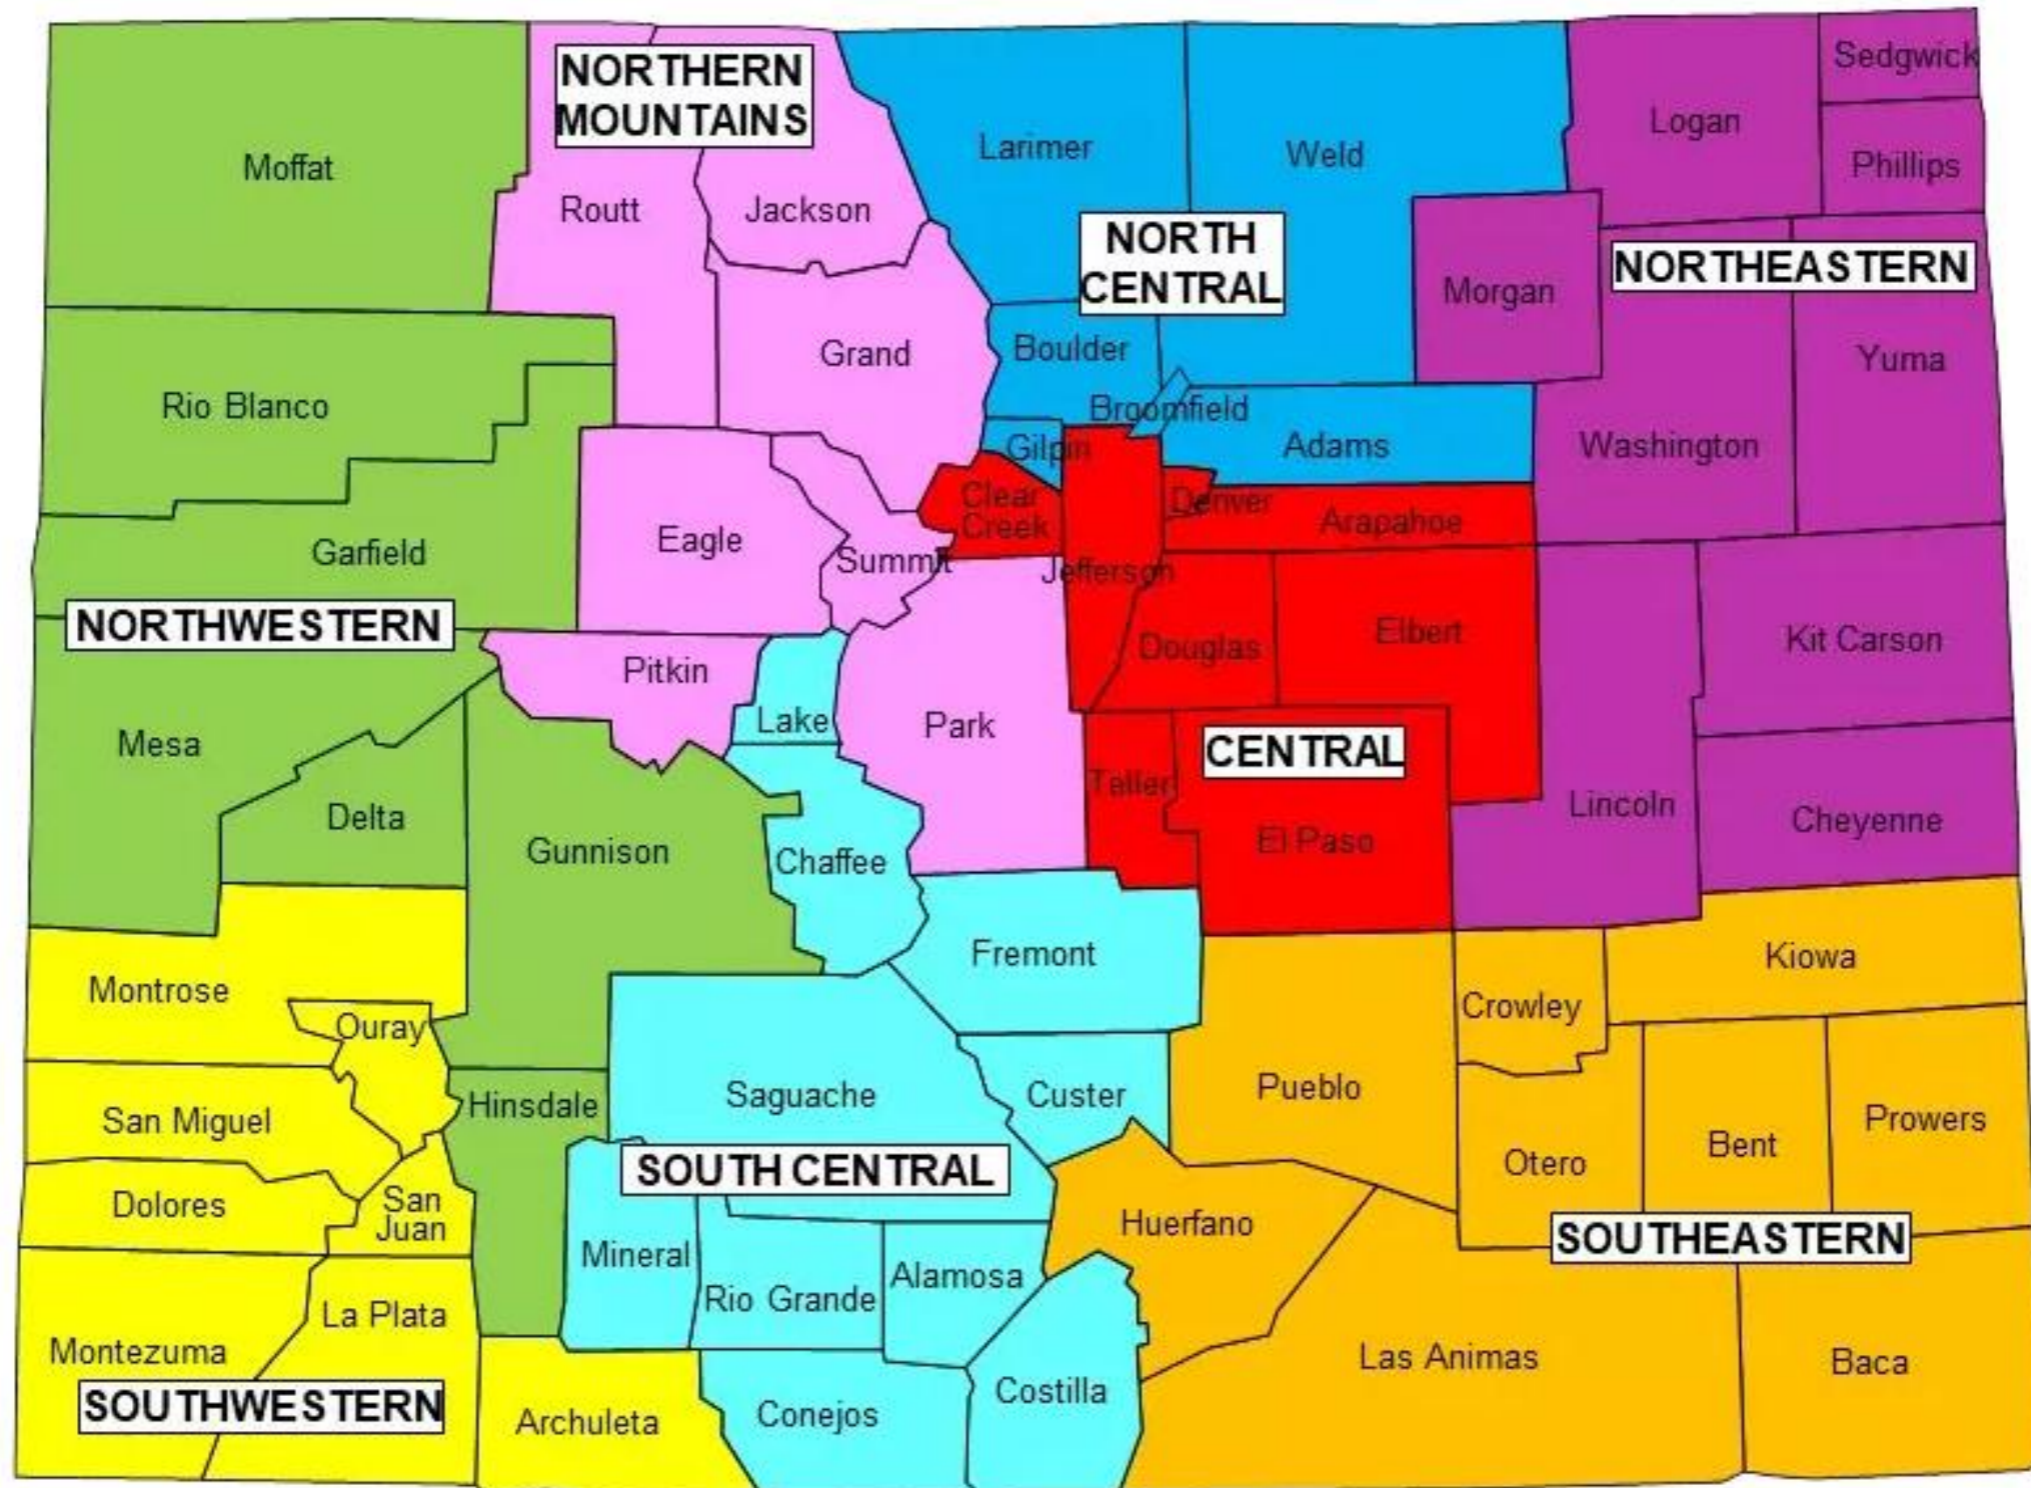 Sedgwick
NORTHERN
MOUNTAINS
Logan
Larimer
Weld
Moffat
Phillips
Routt
Jackson
NORTH
CENTRAL
NORTHEASTERN
Morgan
Grand
Boulder
Yuma
Rio Blanco
Broomfield
Gilpin
Adams
Washington
Clear
Creek
Denver
Arapahoe
Garfield
Eagle
Summit
Jefferson
NORTHWESTERN
Elbert
Kit Carson
Douglas
Pitkin
Lake
Park
Mesa
CENTRAL
Teller
Delta
Lincoln
Cheyenne
Gunnison
Chaffee
El Paso
Fremont
Kiowa
Montrose
Crowley
Ouray
Saguache
Custer
Pueblo
Hinsdale
San Miguel
Prowers
Bent
Otero
SOUTH CENTRAL
Dolores
San
Juan
Huerfano
SOUTHEASTERN
Mineral
Alamosa
Rio Grande
La Plata
Montezuma
Las Animas
Baca
Costilla
SOUTHWESTERN
Archuleta
Conejos